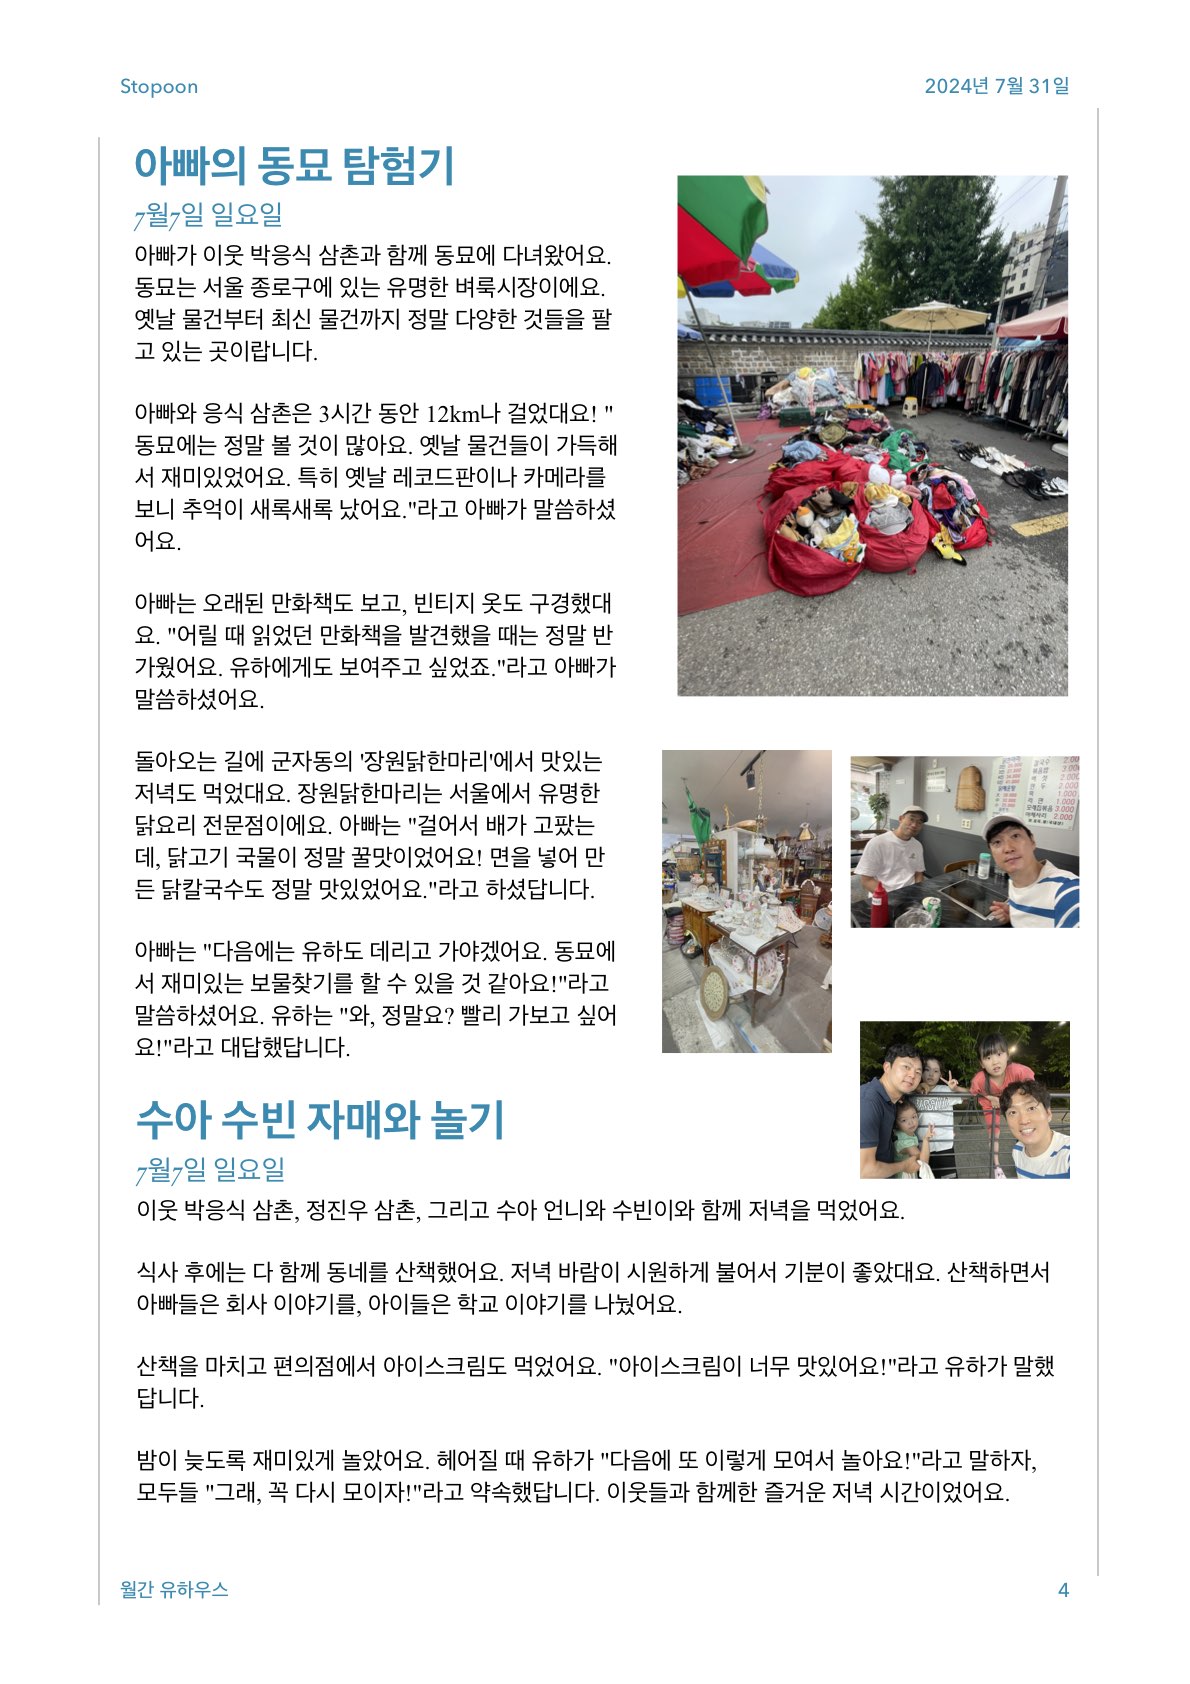 Stopoon
2024년 7월 31일
아빠의 동묘 탐험기
7월7일 일요일
아빠가 이웃 박응식 삼촌과 함께 동묘에 다녀왔어요.
동묘는 서울 종로구에 있는 유명한 벼룩시장이에요.
옛날 물건부터 최신 물건까지 정말 다양한 것들을 팔
고 있는 곳이랍니다.
아빠와 응식 삼촌은 3시간 동안 12km나 걸었대요! "
동묘에는 정말 볼 것이 많아요. 옛날 물건들이 가득해
서 재미있었어요. 특히 옛날 레코드판이나 카메라를
보니 추억이 새록새록 났어요."라고 아빠가 말씀하셨
어요.
아빠는 오래된 만화책도 보고, 빈티지 옷도 구경했대
요. "어릴 때 읽었던 만화책을 발견했을 때는 정말 반
가웠어요. 유하에게도 보여주고 싶었죠."라고 아빠가
말씀하셨어요.
돌아오는 길에 군자동의 '장원닭한마리'에서 맛있는
저녁도 먹었대요. 장원닭한마리는 서울에서 유명한
닭요리 전문점이에요. 아빠는 "걸어서 배가 고팠는
데, 닭고기 국물이 정말 꿀맛이었어요! 면을 넣어 만
든 닭칼국수도 정말 맛있었어요."라고 하셨답니다.
아빠는 "다음에는 유하도 데리고 가야겠어요. 동묘에
서 재미있는 보물찾기를 할 수 있을 것 같아요!"라고
말씀하셨어요. 유하는 "와, 정말요? 빨리 가보고 싶어
요!"라고 대답했답니다.
수아 수빈 자매와 놀기
7월7일 일요일
이웃 박응식 삼촌, 정진우 삼촌, 그리고 수아 언니와 수빈이와 함께 저녁을 먹었어요.
식사 후에는 다 함께 동네를 산책했어요. 저녁 바람이 시원하게 불어서 기분이 좋았대요. 산책하면서
아빠들은 회사 이야기를, 아이들은 학교 이야기를 나눴어요.
산책을 마치고 편의점에서 아이스크림도 먹었어요. "아이스크림이 너무 맛있어요!"라고 유하가 말했
답니다.
밤이 늦도록 재미있게 놀았어요. 헤어질 때 유하가 "다음에 또 이렇게 모여서 놀아요!"라고 말하자,
모두들 "그래, 꼭 다시 모이자!"라고 약속했답니다. 이웃들과 함께한 즐거운 저녁 시간이었어요.
월간 유하우스
4